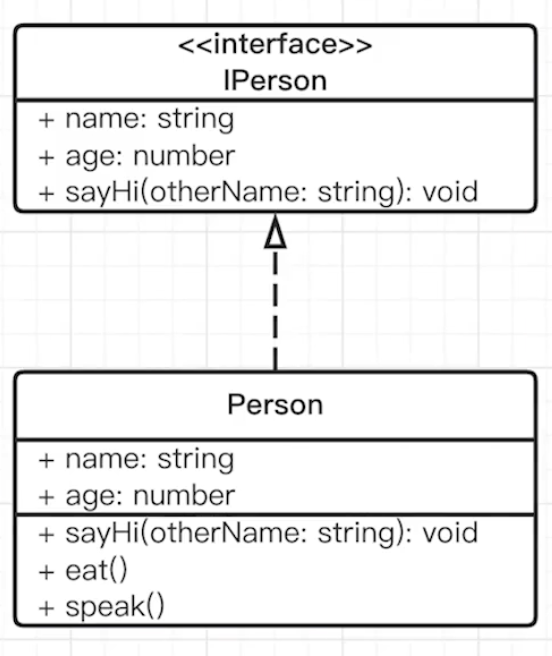 <<interface>>
IPerson
+ name: string
+ age: number
+ sayHi(otherName: string): void
Person
+ name: string
+ age: number
+ sayHi(otherName: string): void
+ eat()
+ speak()